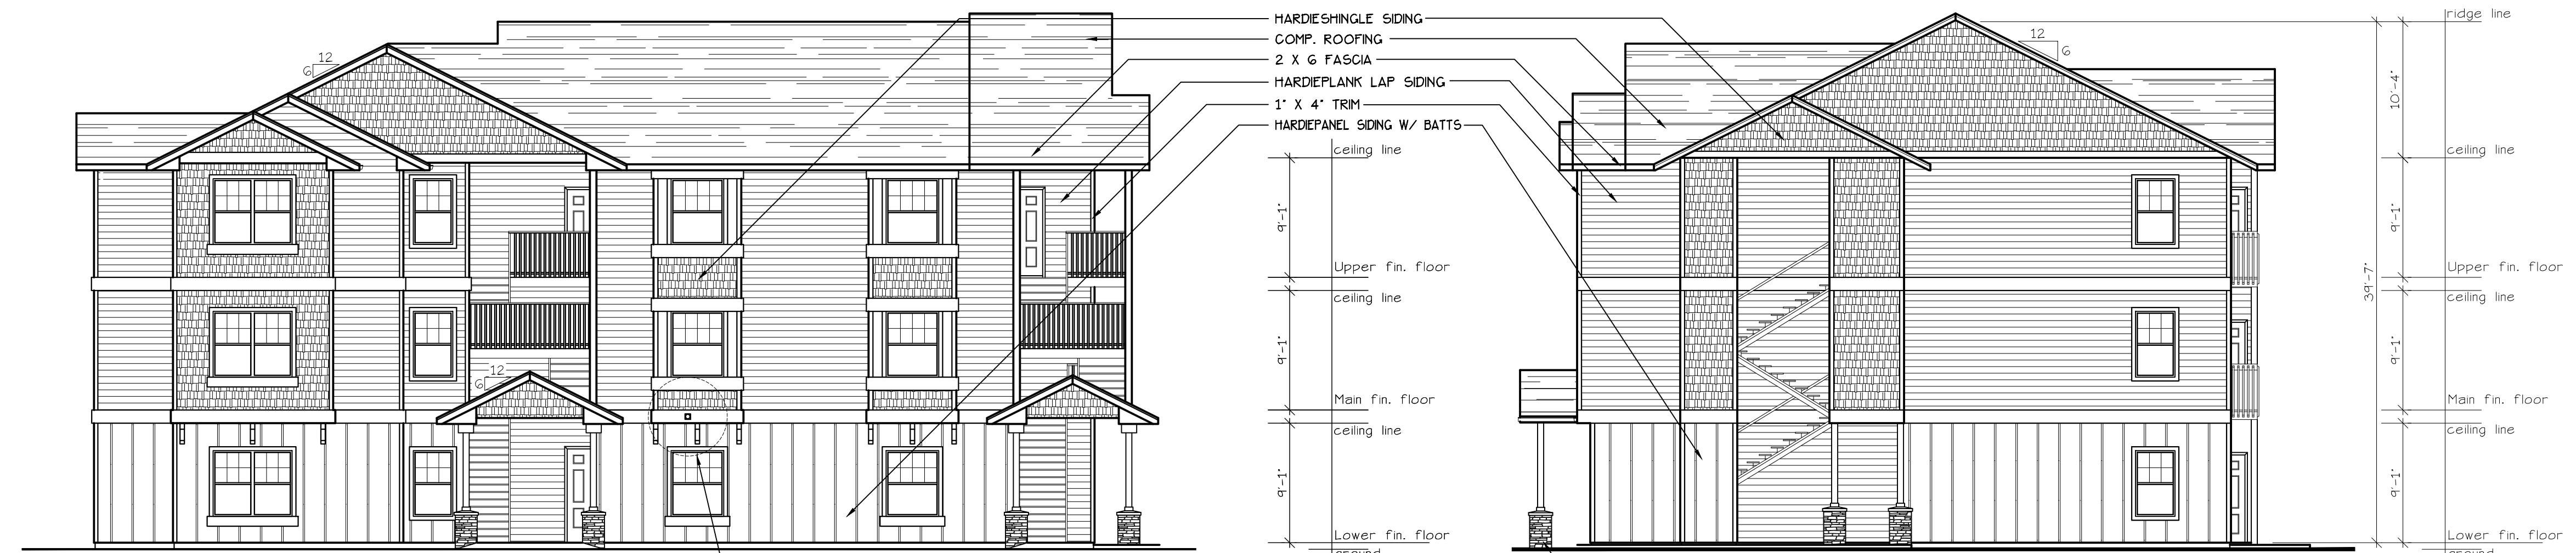 HARDIESHINGLE SIDING
COMP. ROOFING
2 X 6 FASCIA
HARDIEPLANK LAP SIDING
1" X 4" TRIM
HARDIEPANEL SIDING W/ BATTS
12
6
12
6
ceiling line
9'-1"
Upper fin. floor
ceiling line
9'-1"
Main fin. floor
ceiling line
9'-1"
Lower fin. floor
ground
12
6
ridge line
10'-4"
ceiling line
9'-1"
Upper fin. floor
39'-7"
ceiling line
9'-1"
Main fin. floor
ceiling line
9'-1"
Lower fin. floor
ground